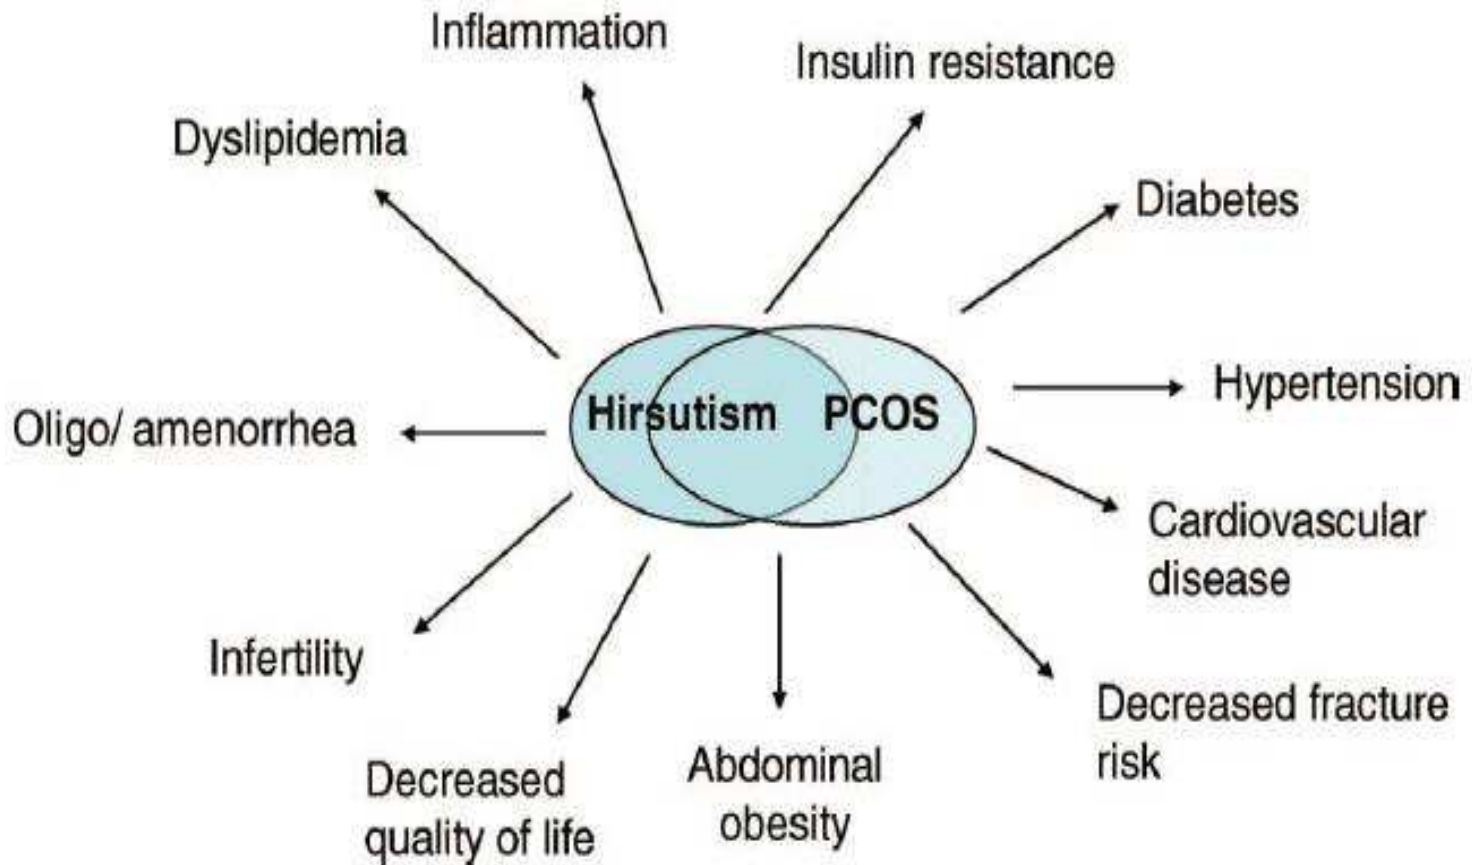 Inflammation
Insulin resistance
Dyslipidemia
Diabetes
Hypertension
Hirsutism PCOS
Oligo/ amenorrhea
Cardiovascular
disease
Infertility
Decreased fracture
risk
Decreased
quality of life
Abdominal
obesity